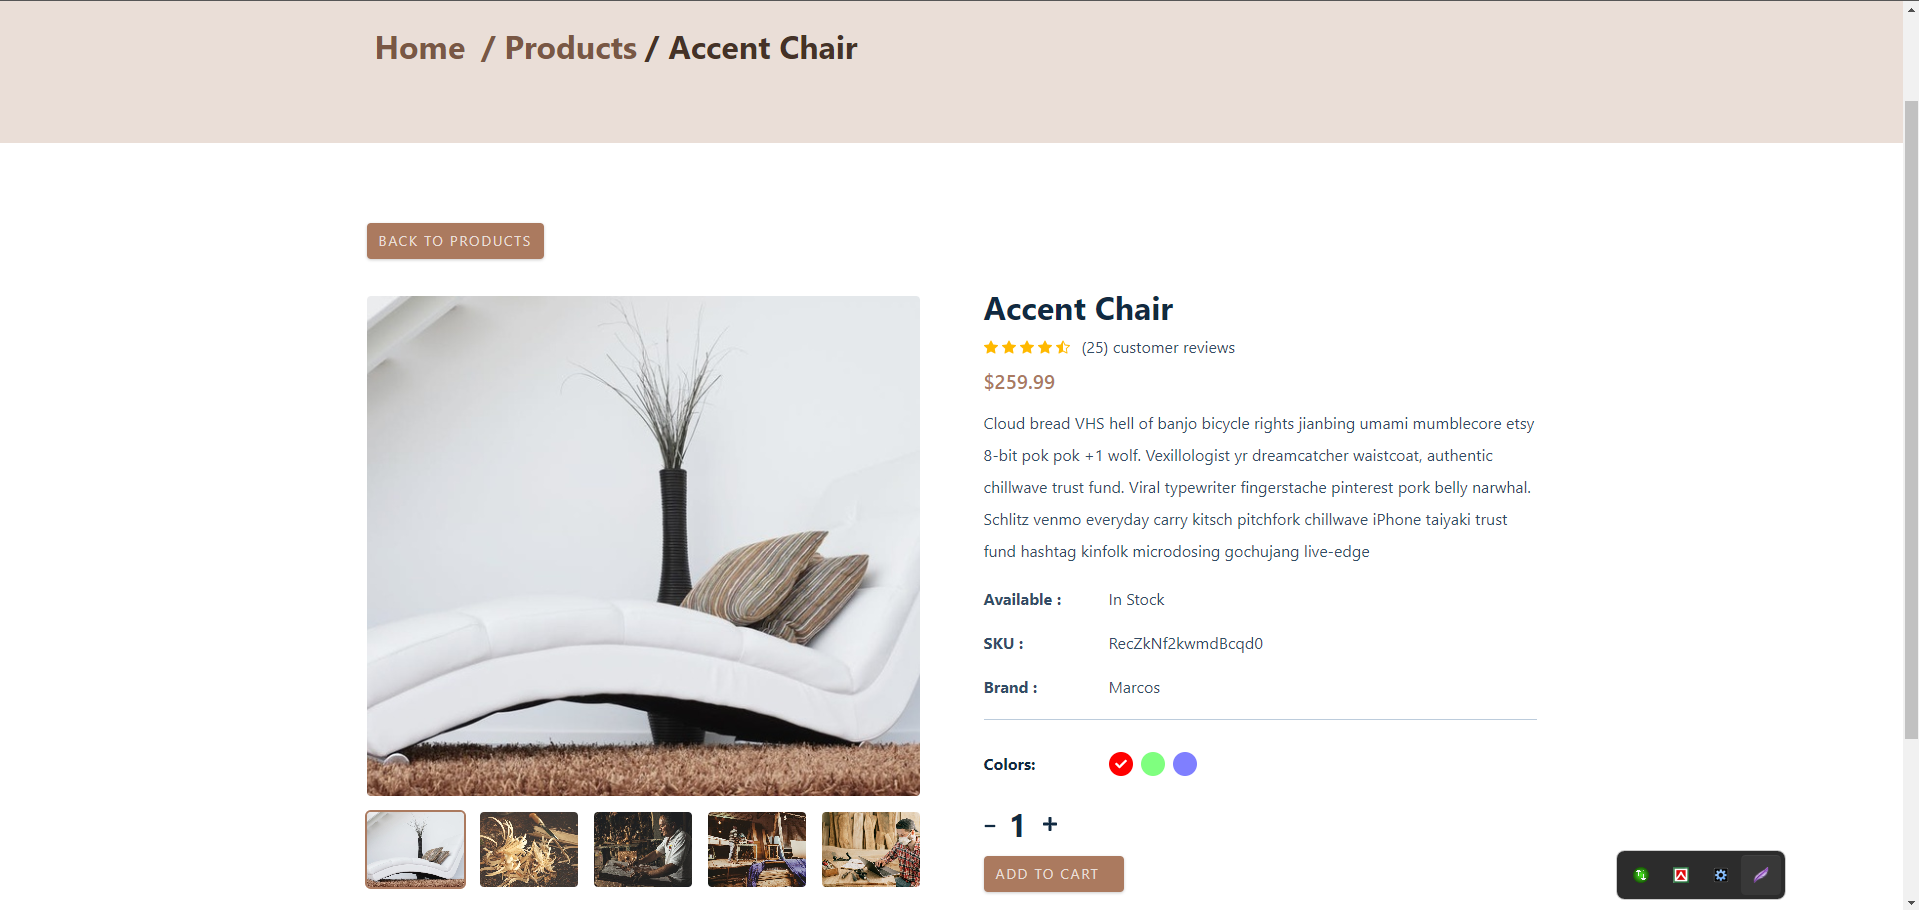 Home / Products / Accent Chair
BACK TO PRODUCTS
Accent Chair
(25) customer reviews
$259.99
Cloud bread VHS hell of banjo bicycle rights jianbing umami mumblecore etsy
8-bit pok pok +1 wolf. Vexillologist yr dreamcatcher waistcoat, authentic
chillwave trust fund. Viral typewriter fingerstache pinterest pork belly narwhal.
Schlitz venmo everyday carry kitsch pitchfork chillwave iPhone taiyaki trust
fund hashtag kinfolk microdosing gochujang live-edge
Available : In Stock
SKU : RecZkNf2kwmdBcqd0
Brand : Marcos
Colors:
– 1 +
ADD TO CART